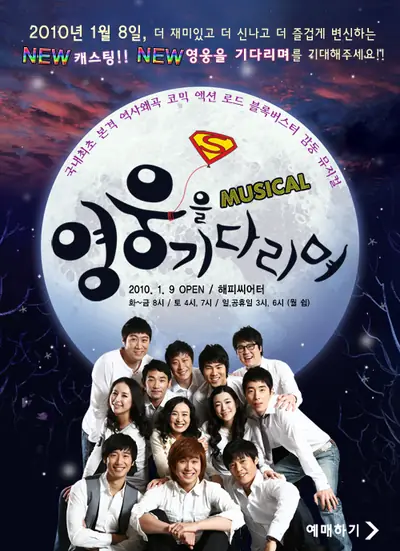 2010년 1월 8일, 더 재미있고 더 신나고 더 즐겁게 변신하는
NEW 캐스팅!! NEW 영웅을 기다리며를 기대해주세요!!
국내최초 본격 역사왜곡 코믹 액션 로드 블록버스터 감동 뮤지컬
S
MUSICAL
영웅을
기다리며
2010. 1. 9 OPEN / 해피씨어터
화~금 8시 / 토 4시, 7시 / 일,공휴일 3시, 6시 (월 쉼)
예매하기